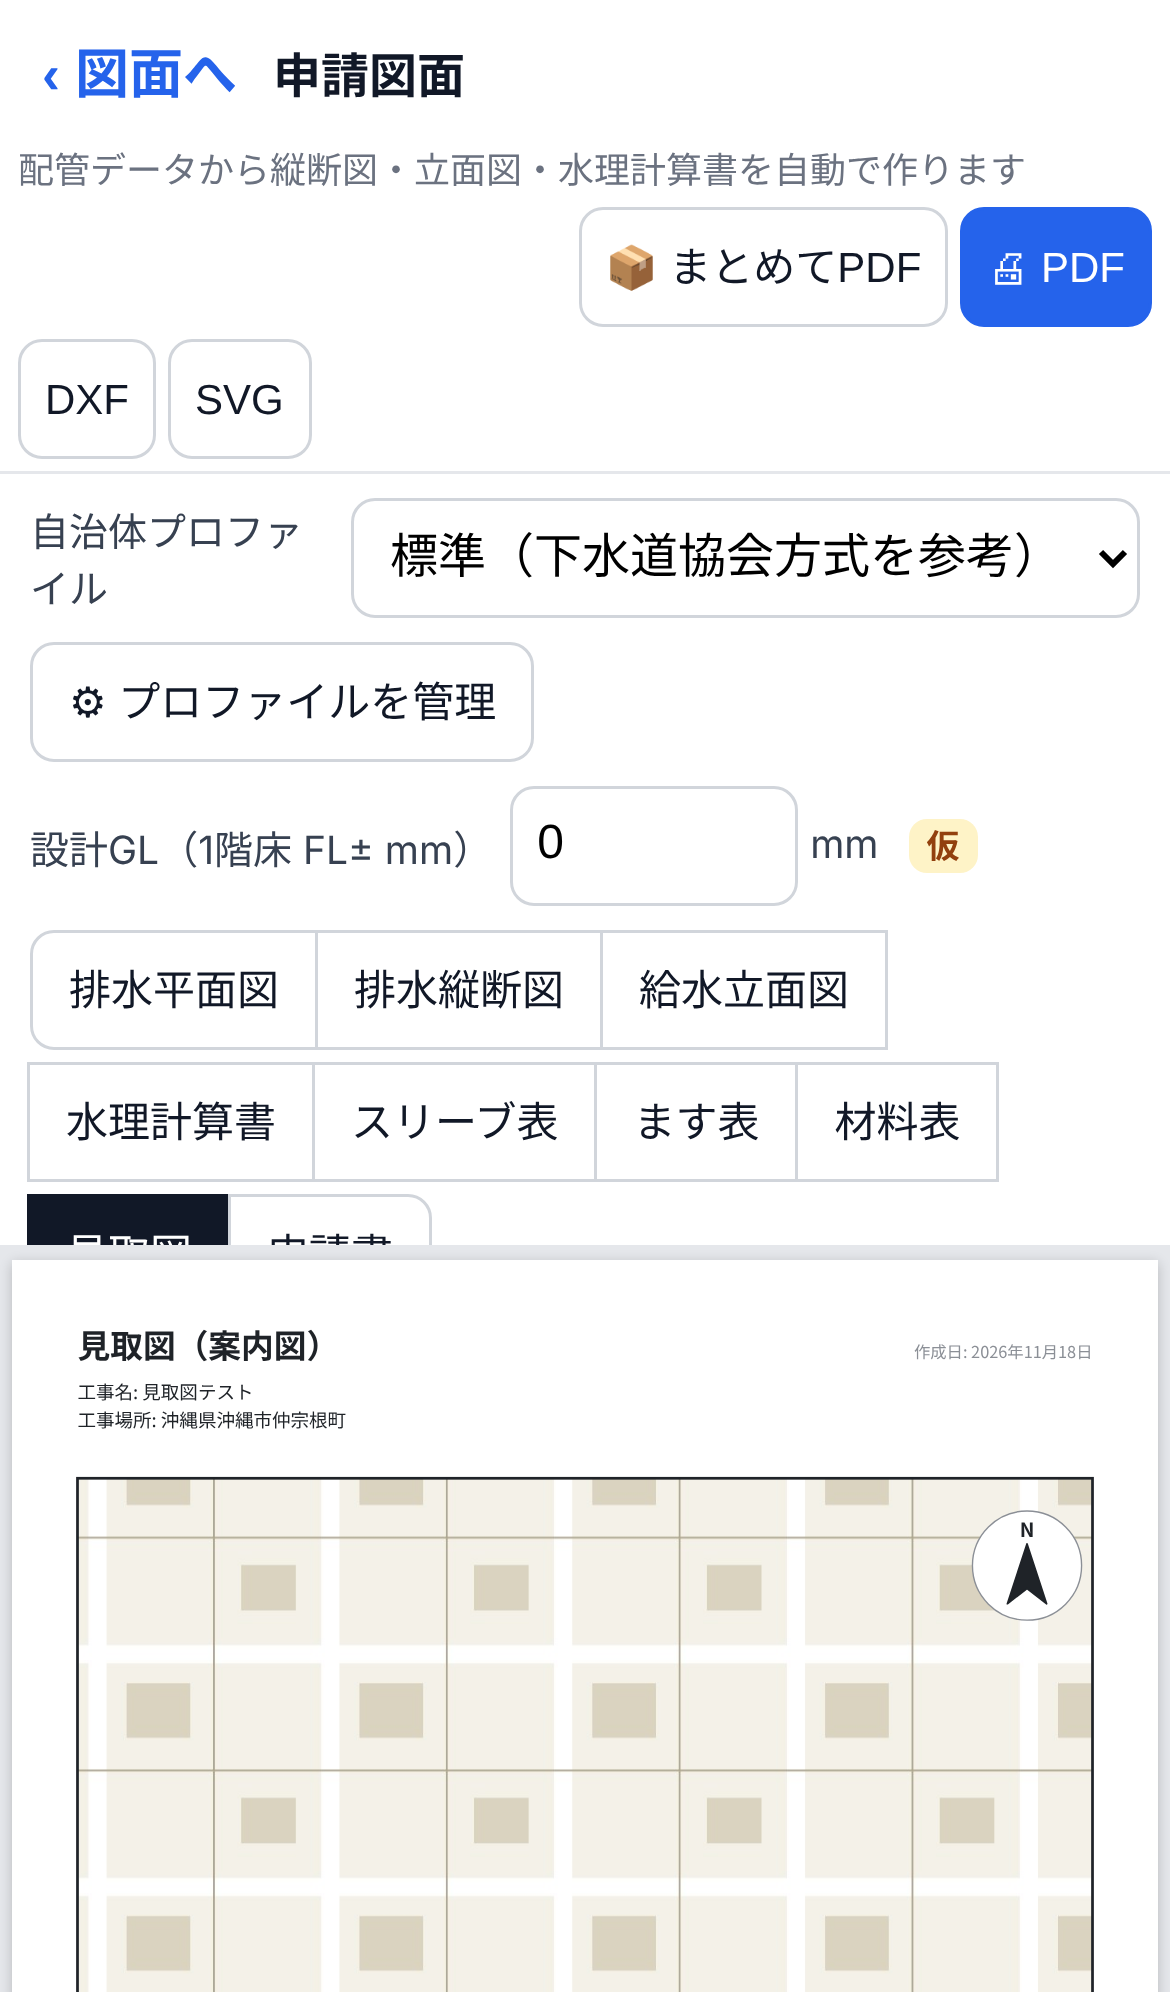 ‹ 図面へ 申請図面
配管データから縦断図・立面図・水理計算書を自動で作ります
📦 まとめてPDF 🖨 PDF
DXF SVG
自治体プロファ
イル
標準（下水道協会方式を参考）
⚙ プロファイルを管理
設計GL（1階床 FL± mm） 0 mm 仮
排水平面図 排水縦断図 給水立面図
水理計算書 スリーブ表 ます表 材料表
見取図 申請書
見取図（案内図）
作成日: 2026年11月18日
工事名: 見取図テスト
工事場所: 沖縄県沖縄市仲宗根町
N